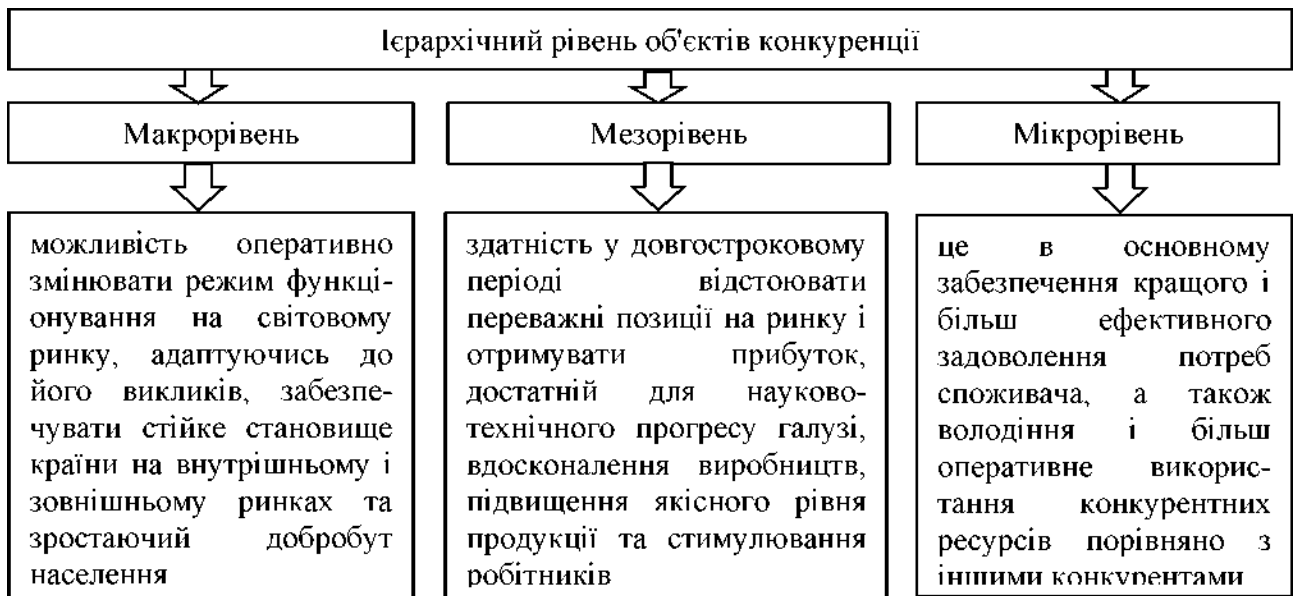 Ієрархічний рівень об'єктів конкуренції
Макрорівень
Мезорівень
Мікрорівень
можливість оперативно
змінювати режим функці-
онування на світовому
ринку, адаптуючись до
його викликів, забезпе-
чувати стійке становище
країни на внутрішньому і
зовнішньому ринках та
зростаючий добробут
населення
здатність у довгостроковому
періоді відстоювати
переважні позиції на ринку і
отримувати прибуток,
достатній для науково-
технічного прогресу галузі,
вдосконалення виробництв,
підвищення якісного рівня
продукції та стимулювання
робітників
це в основному
забезпечення кращого і
більш ефективного
задоволення потреб
споживача, а також
володіння і більш
оперативне викорис-
тання конкурентних
ресурсів порівняно з
іншими конкурентами